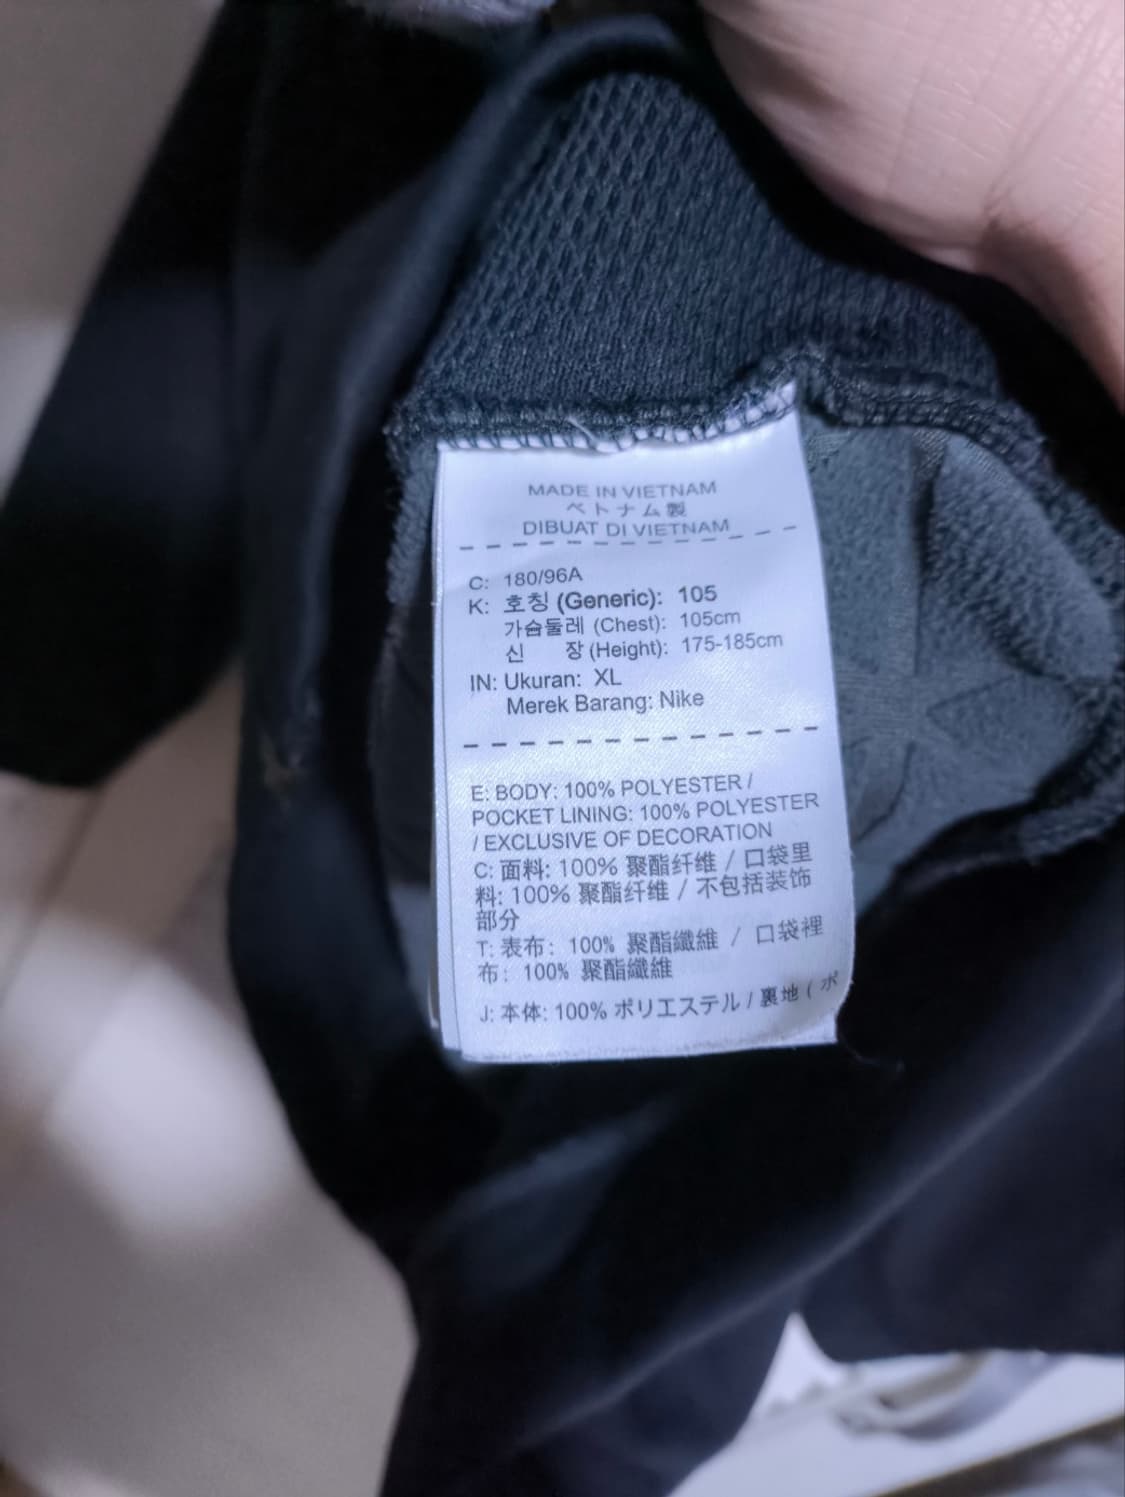 MADE IN VIETNAM
ベトナム製
DIBUAT DI VIETNAM
C: 180/96A
K: 호칭 (Generic): 105
가슴둘레 (Chest): 105cm
신 장 (Height): 175-185cm
IN: Ukuran: XL
Merek Barang: Nike
E: BODY: 100% POLYESTER /
POCKET LINING: 100% POLYESTER
/ EXCLUSIVE OF DECORATION
C: 面料: 100% 聚酯纤维 / 口袋里
料: 100% 聚酯纤维 / 不包括装饰
部分
T: 表布: 100% 聚酯纖維 / 口袋裡
布: 100% 聚酯纖維
J: 本体: 100% ポリエステル / 裏地 ( ポ